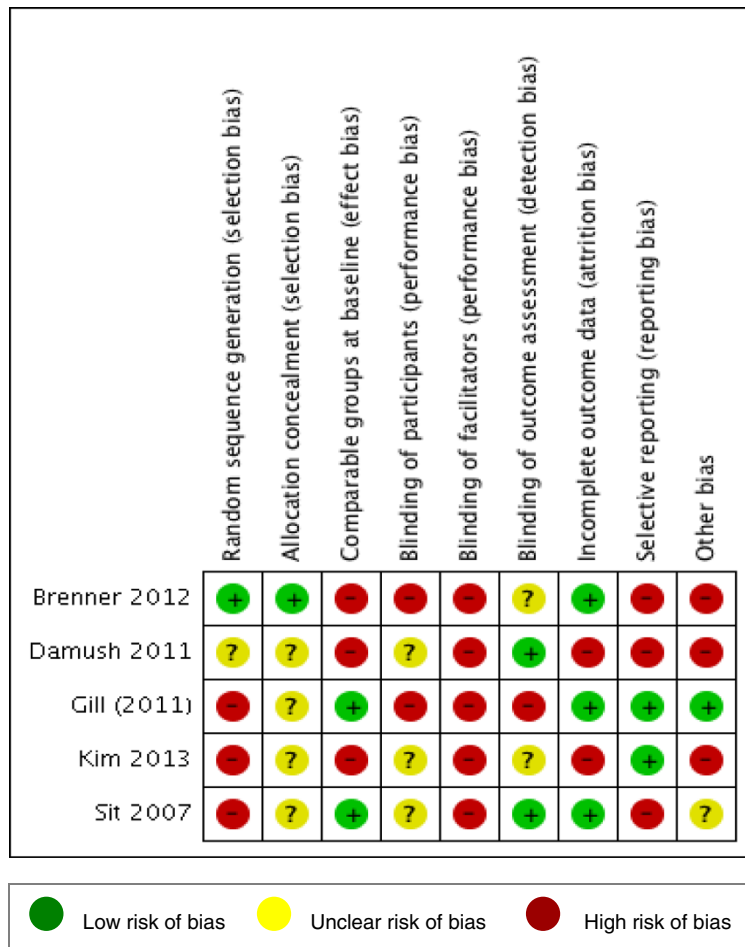 Random sequence generation (selection bias)
Allocation concealment (selection bias)
Comparable groups at baseline (effect bias)
Blinding of participants (performance bias)
Blinding of facilitators (performance bias)
Blinding of outcome assessment (detection bias)
Incomplete outcome data (attrition bias)
Selective reporting (reporting bias)
Other bias
Brenner 2012 + + - - - ? + - -
Damush 2011 ? ? - ? - + - - -
Gill (2011) - ? + - - - + + +
Kim 2013 - ? - ? - ? - + -
Sit 2007 - ? + ? - + + - ?
Low risk of bias Unclear risk of bias High risk of bias